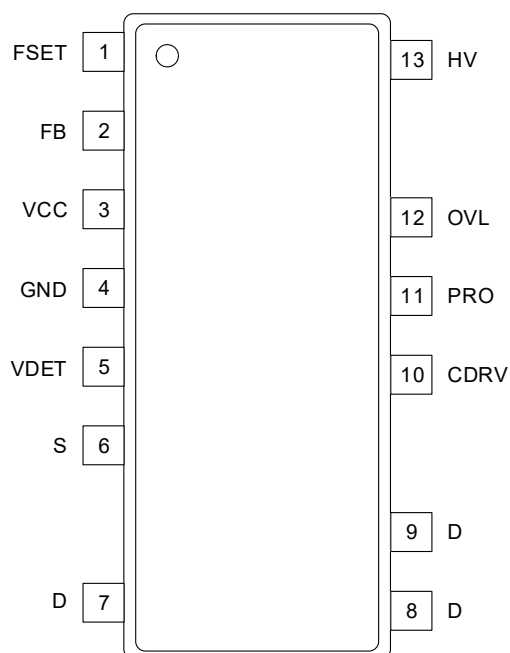 FSET 1
13 HV
FB 2
VCC 3
12 OVL
GND 4
11 PRO
VDET 5
10 CDRV
S 6
9 D
D 7
8 D